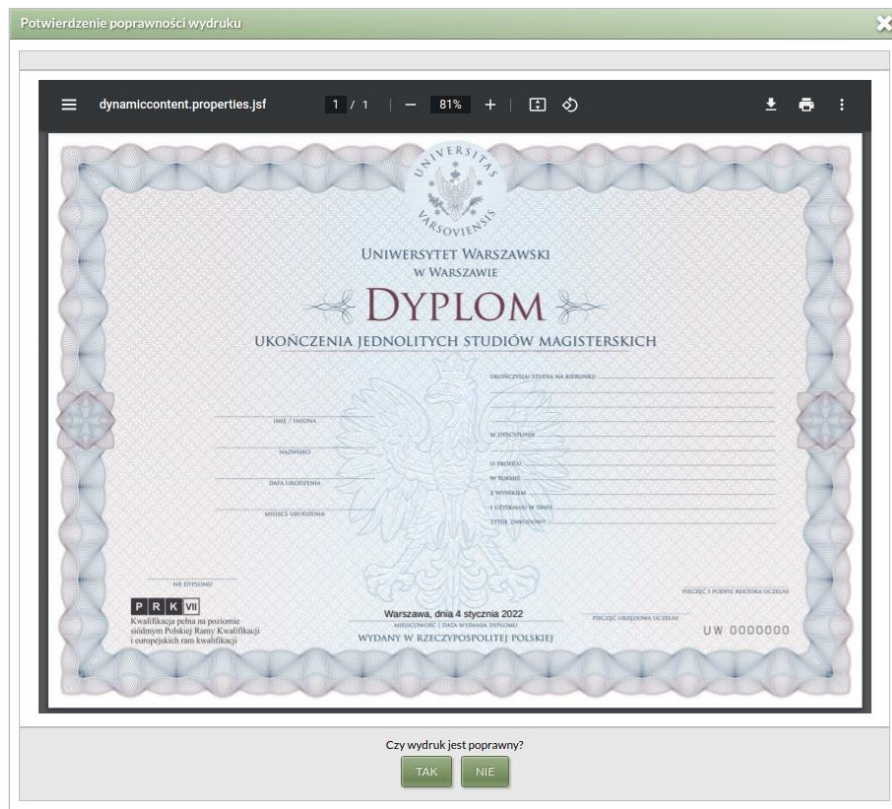 Potwierdzenie poprawności wydruku
dynamiccontent.properties.jsf 1 / 1 81%
UNIVERSITAS VARSOVIENSIS
UNIWERSYTET WARSZAWSKI
W WARSZAWIE
DYPLOM
UKOŃCZENIA JEDNOLITYCH STUDIÓW MAGISTERSKICH
UKOŃCZYŁ(A) STUDIA NA KIERUNKU
IMIĘ / IMIONA
W DYSCYPLINIE
NAZWISKO
O PROFILU
W FORMIE
DATA URODZENIA
Z WYNIKIEM
I UZYSKAŁ(A) W DNIU
MIEJSCE URODZENIA
TYTUŁ ZAWODOWY
NR DYPLOMU
PIECZĘĆ I PODPIS REKTORA UCZELNI
P R K VII
Kwalifikacja pełna na poziomie
siódmym Polskiej Ramy Kwalifikacji
i europejskich ram kwalifikacji
Warszawa, dnia 4 stycznia 2022
MIEJSCOWOŚĆ I DATA WYDANIA DYPLOMU
PIECZĘĆ URZĘDOWA UCZELNI
WYDANY W RZECZYPOSPOLITEJ POLSKIEJ
UW 0000000
Czy wydruk jest poprawny?
TAK NIE